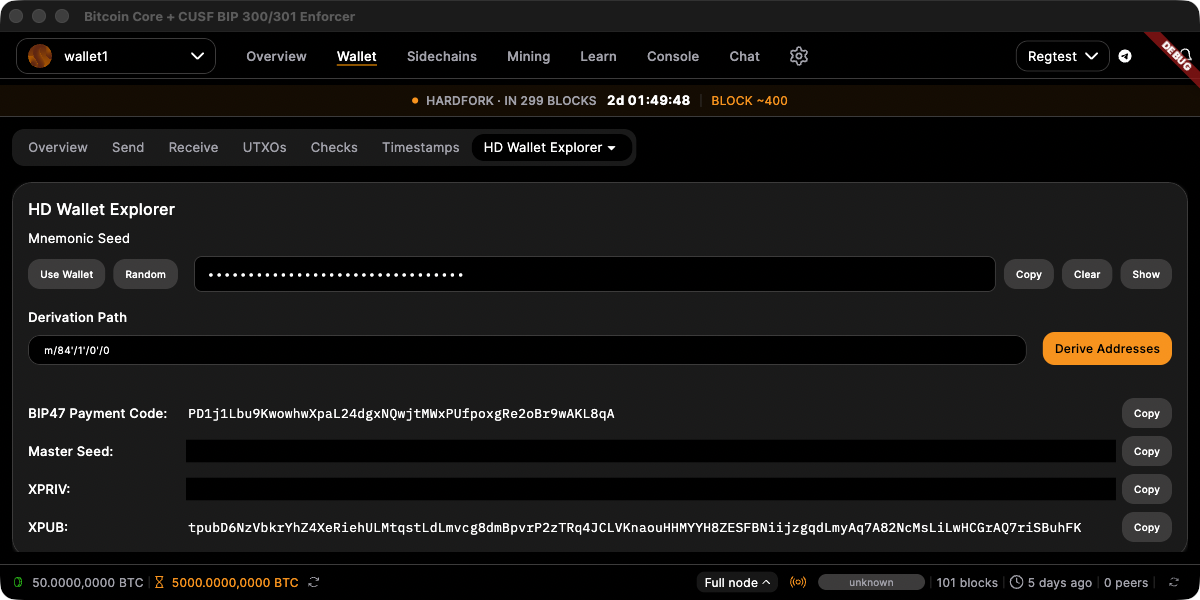 Bitcoin Core + CUSF BIP 300/301 Enforcer
wallet1 Overview Wallet Sidechains Mining Learn Console Chat Regtest DEBUG
HARDFORK · IN 299 BLOCKS 2d 01:49:48 BLOCK ~400
Overview Send Receive UTXOs Checks Timestamps HD Wallet Explorer
HD Wallet Explorer
Mnemonic Seed
Use Wallet Random •••••••••••••••••••••••••••••••• Copy Clear Show
Derivation Path
m/84'/1'/0'/0 Derive Addresses
BIP47 Payment Code: PD1j1Lbu9KwowhwXpaL24dgxNQwjtMWxPUfpoxgRe2oBr9wAKL8qA Copy
Master Seed: Copy
XPRIV: Copy
XPUB: tpubD6NzVbkrYhZ4XeRiehULMtqstLdLmvcg8dmBpvrP2zTRq4JCLVKnaouHHMYYH8ZESFBNiijzgqdLmyAq7A82NcMsLiLwHCGrAQ7riSBuhFK Copy
50.0000,0000 BTC 5000.0000,0000 BTC Full node unknown 101 blocks 5 days ago 0 peers